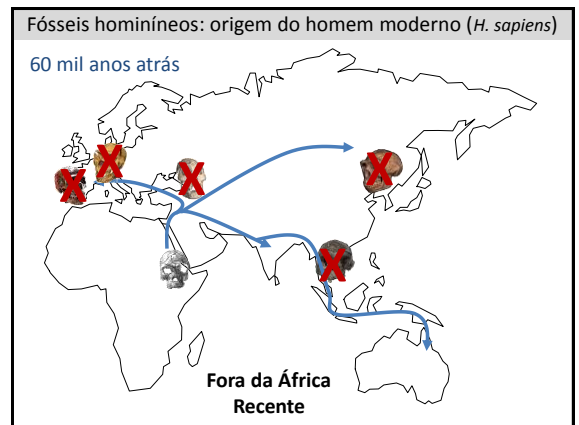 Fósseis hominíneos: origem do homem moderno (H. sapiens)
60 mil anos atrás
X
X
X
X
X
Fora da África
Recente